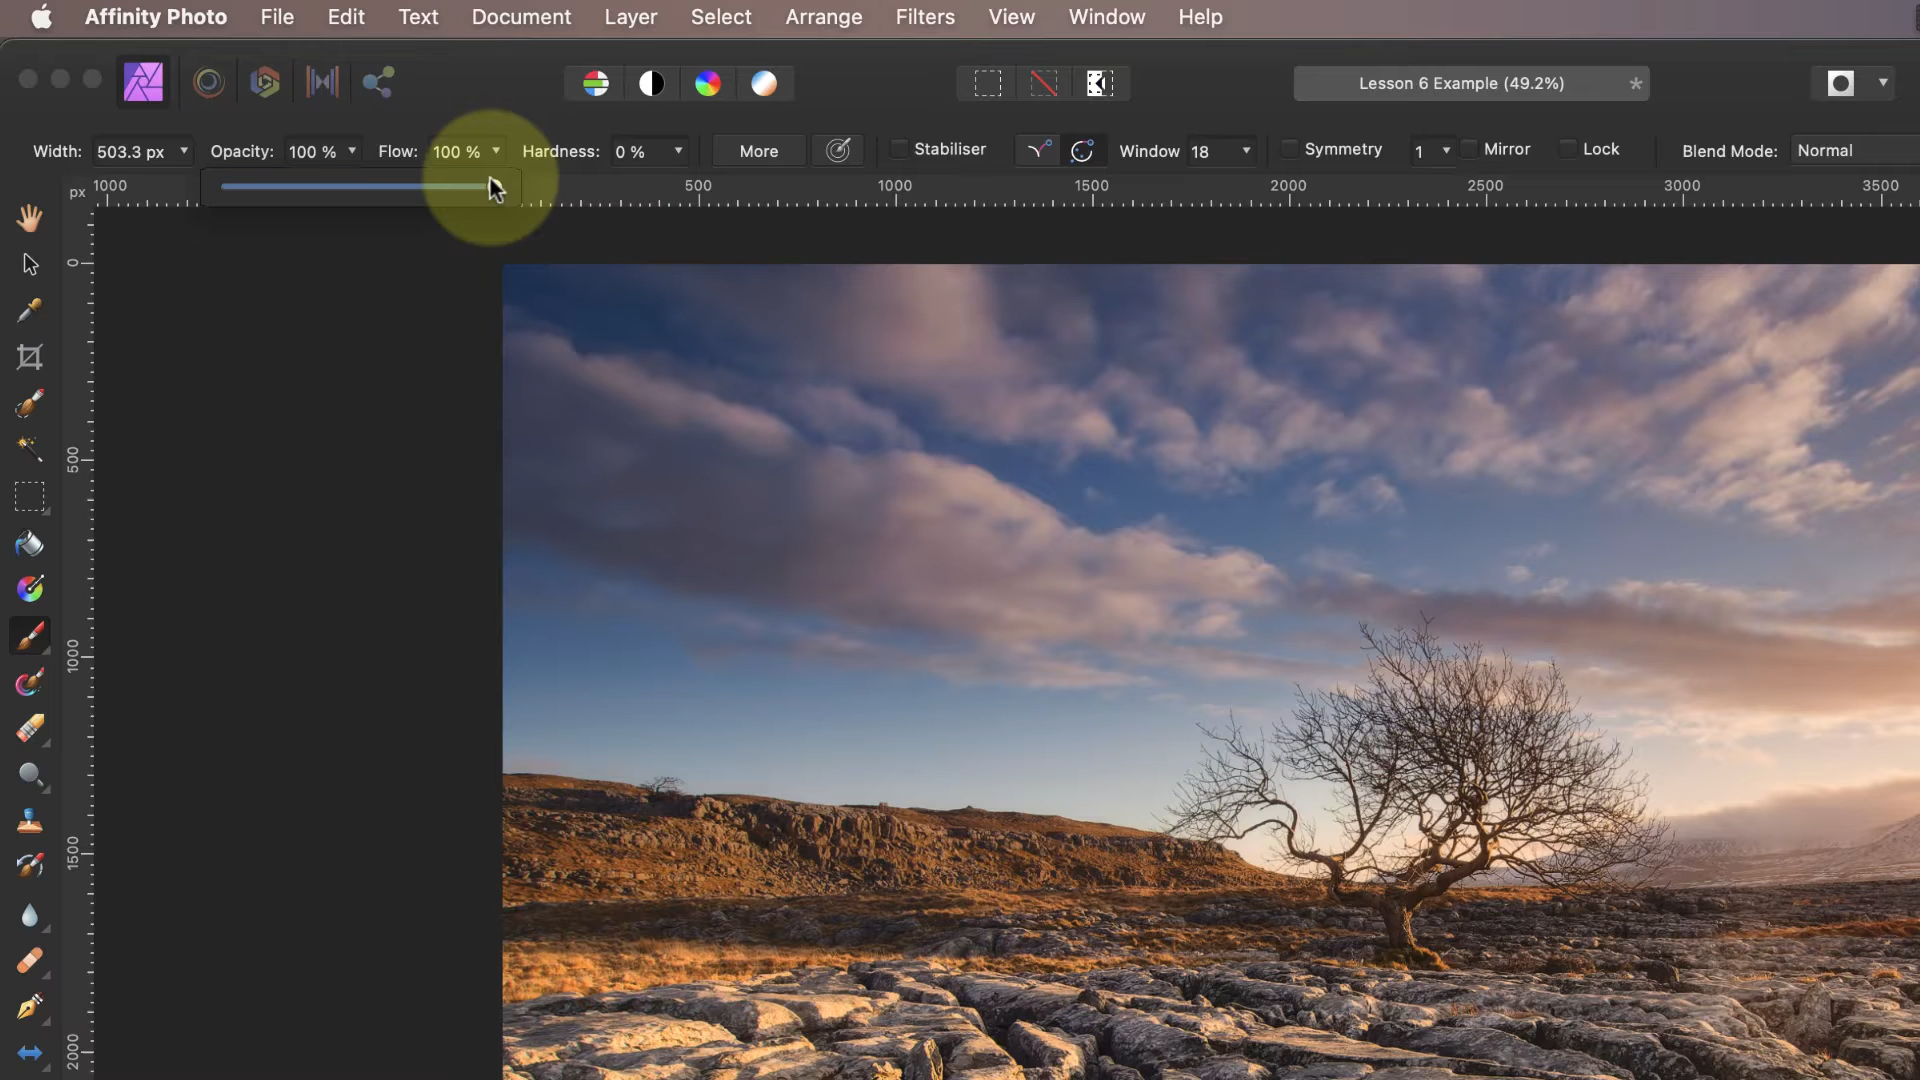 Affinity Photo File Edit Text Document Layer Select Arrange Filters View Window Help
Lesson 6 Example (49.2%) *
Width: 503.3 px Opacity: 100 % Flow: 100 % Hardness: 0 % More Stabiliser Window 18 Symmetry 1 Mirror Lock Blend Mode: Normal
px 1000 500 1000 1500 2000 2500 3000 3500
0
500
1000
1500
2000